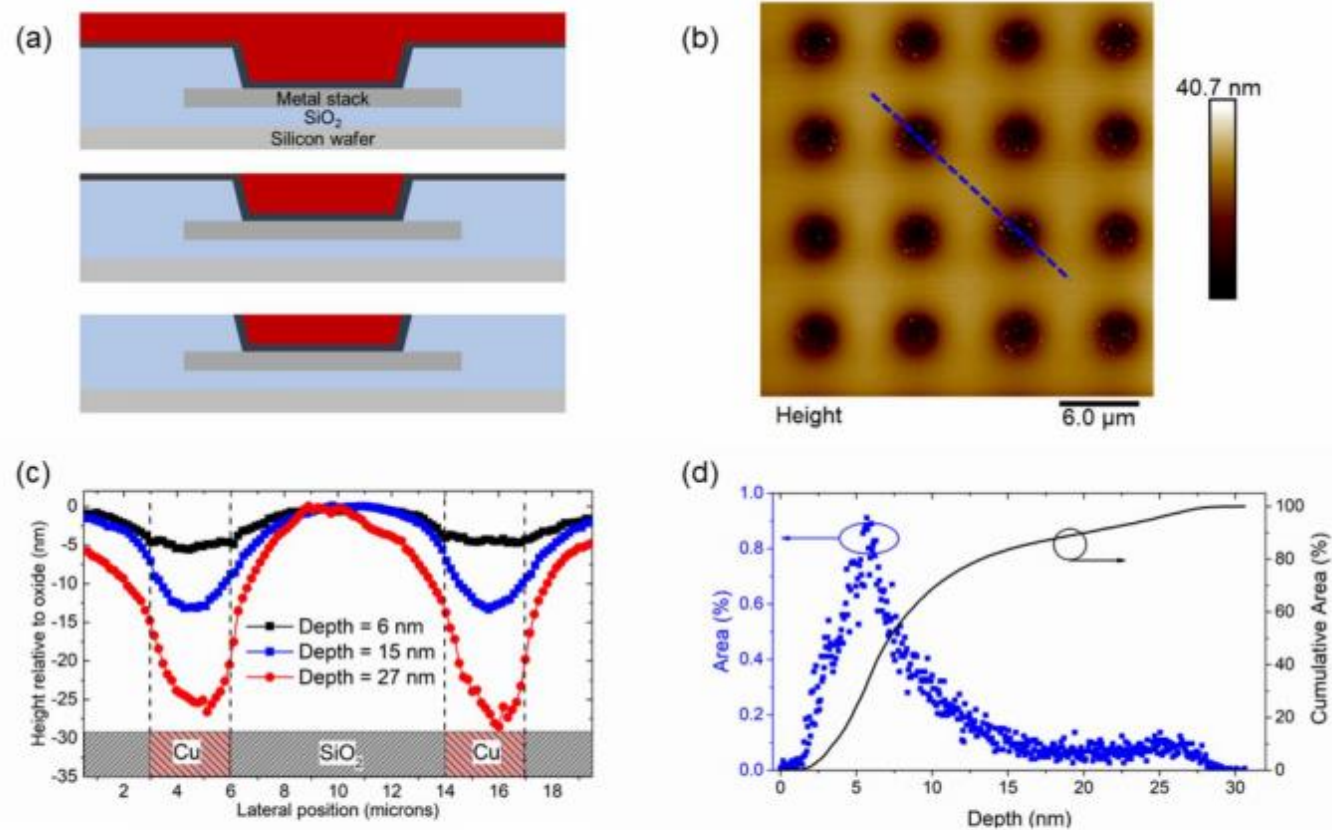 (a)
Metal stack
SiO2
Silicon wafer
(b)
40.7 nm
Height
6.0 µm
(c)
Height relative to oxide (nm)
0
-5
-10
-15
-20
-25
-30
-35
Depth = 6 nm
Depth = 15 nm
Depth = 27 nm
Cu
SiO2
Cu
2 4 6 8 10 12 14 16 18
Lateral position (microns)
(d)
Area (%)
1.0
0.8
0.6
0.4
0.2
0.0
100
80
60
40
20
0
Cumulative Area (%)
0 5 10 15 20 25 30
Depth (nm)